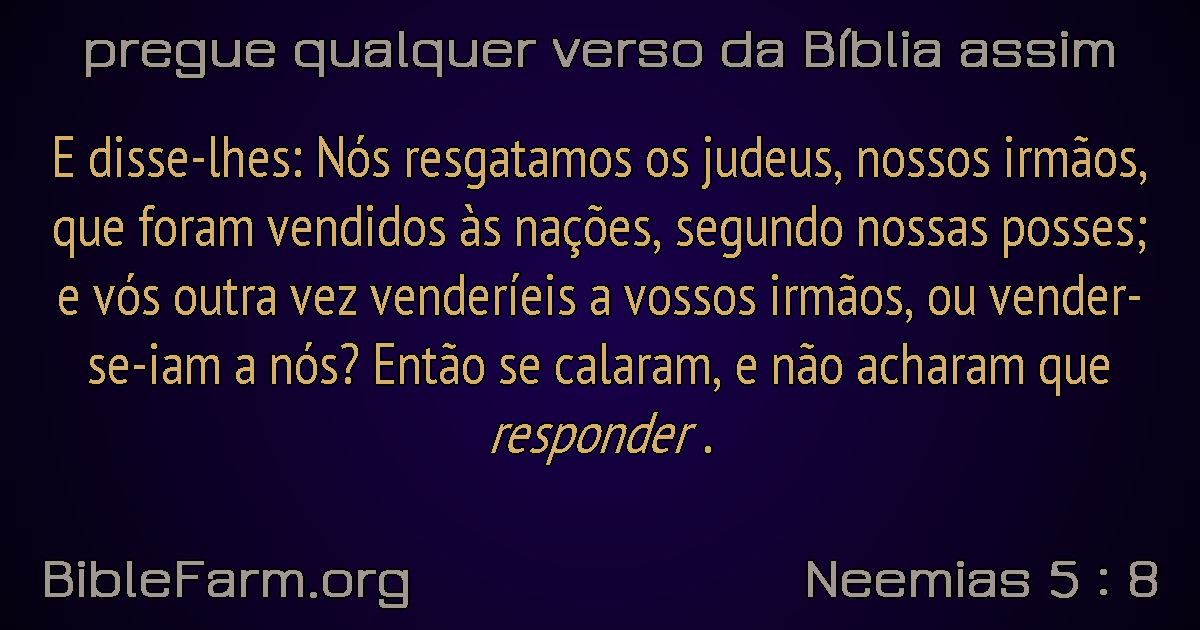 pregue qualquer verso da Bíblia assim
E disse-lhes: Nós resgatamos os judeus, nossos irmãos,
que foram vendidos às nações, segundo nossas posses;
e vós outra vez venderíeis a vossos irmãos, ou vender-
se-iam a nós? Então se calaram, e não acharam que
responder .
BibleFarm.org
Neemias 5 : 8